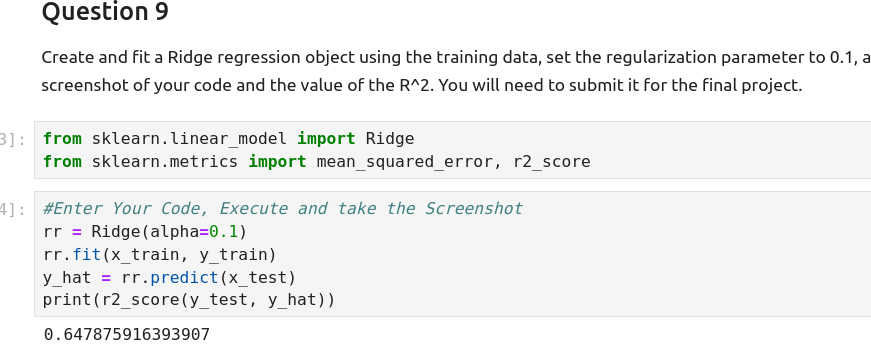 Question 9
Create and fit a Ridge regression object using the training data, set the regularization parameter to 0.1, a
screenshot of your code and the value of the R^2. You will need to submit it for the final project.
3]:
from sklearn.linear_model import Ridge
from sklearn.metrics import mean_squared_error, r2_score
4]:
#Enter Your Code, Execute and take the Screenshot
rr = Ridge(alpha=0.1)
rr.fit(x_train, y_train)
y_hat = rr.predict(x_test)
print(r2_score(y_test, y_hat))
0.647875916393907